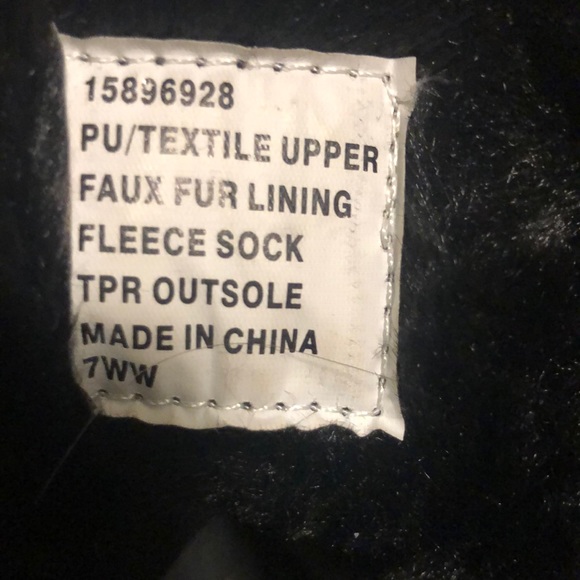 15896928
PU/TEXTILE UPPER
FAUX FUR LINING
FLEECE SOCK
TPR OUTSOLE
MADE IN CHINA
7WW